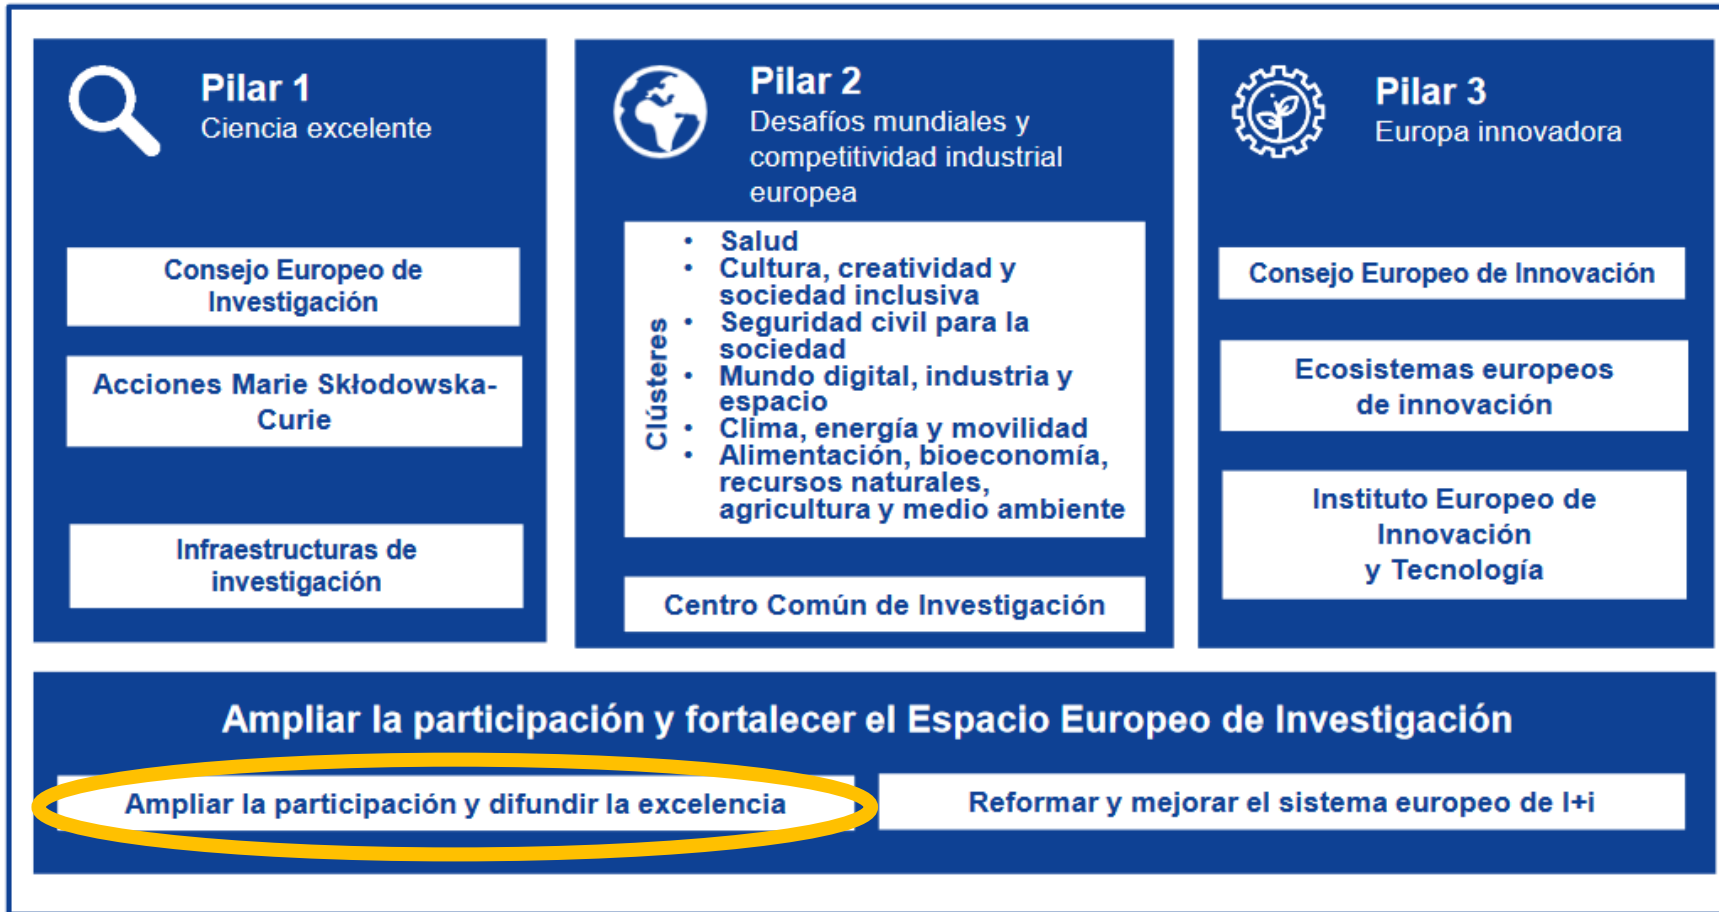 Pilar 1
Ciencia excelente
Consejo Europeo de
Investigación
Acciones Marie Skłodowska-
Curie
Infraestructuras de
investigación
Pilar 2
Desafíos mundiales y
competitividad industrial
europea
Clústeres
• Salud
• Cultura, creatividad y
sociedad inclusiva
• Seguridad civil para la
sociedad
• Mundo digital, industria y
espacio
• Clima, energía y movilidad
• Alimentación, bioeconomía,
recursos naturales,
agricultura y medio ambiente
Centro Común de Investigación
Pilar 3
Europa innovadora
Consejo Europeo de Innovación
Ecosistemas europeos
de innovación
Instituto Europeo de
Innovación
y Tecnología
Ampliar la participación y fortalecer el Espacio Europeo de Investigación
Ampliar la participación y difundir la excelencia
Reformar y mejorar el sistema europeo de I+i